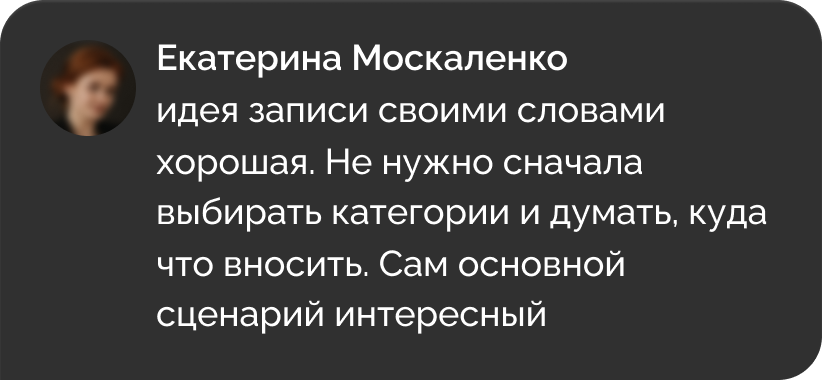 Екатерина Москаленко
идея записи своими словами
хорошая. Не нужно сначала
выбирать категории и думать, куда
что вносить. Сам основной
сценарий интересный